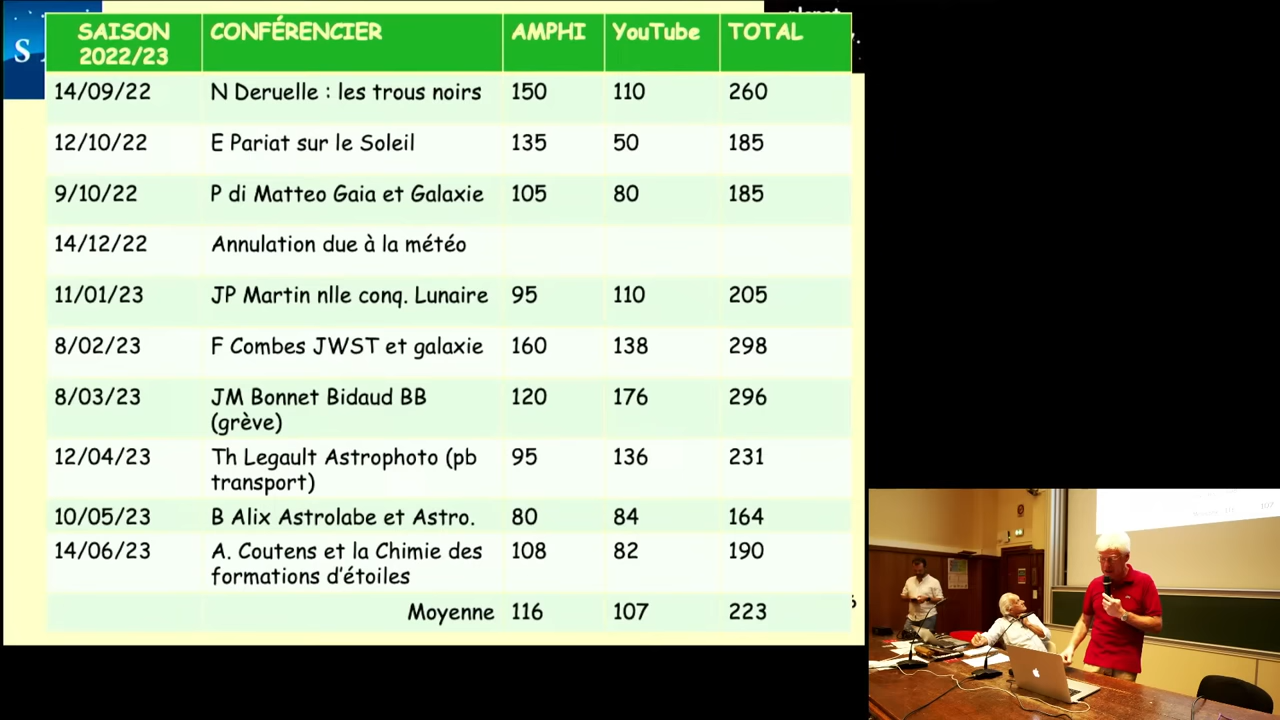 planet
S
SAISON 2022/23 CONFÉRENCIER AMPHI YouTube TOTAL
14/09/22 N Deruelle : les trous noirs 150 110 260
12/10/22 E Pariat sur le Soleil 135 50 185
9/10/22 P di Matteo Gaia et Galaxie 105 80 185
14/12/22 Annulation due à la météo
11/01/23 JP Martin nlle conq. Lunaire 95 110 205
8/02/23 F Combes JWST et galaxie 160 138 298
8/03/23 JM Bonnet Bidaud BB 120 176 296
(grève)
12/04/23 Th Legault Astrophoto (pb 95 136 231
transport)
10/05/23 B Alix Astrolabe et Astro. 80 84 164
14/06/23 A. Coutens et la Chimie des 108 82 190
formations d'étoiles
Moyenne 116 107 223